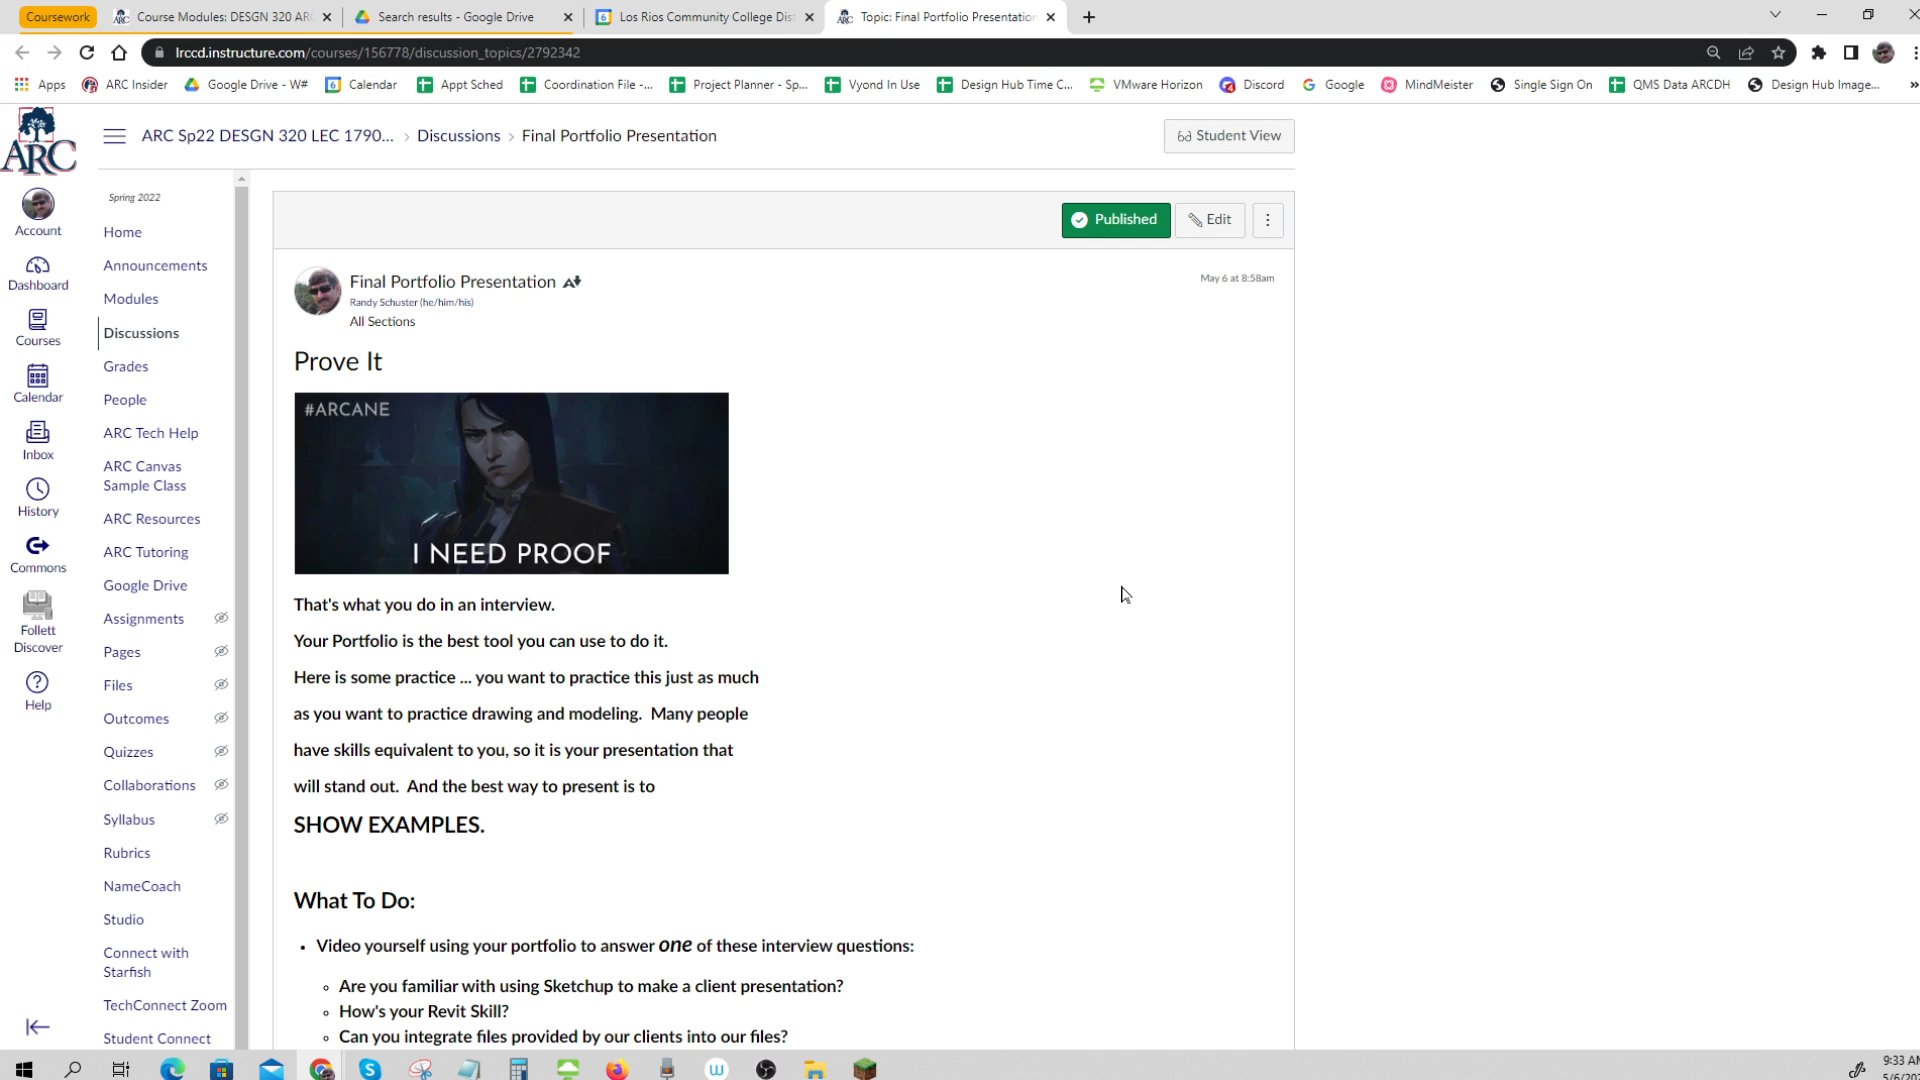 Coursework
Course Modules: DESGN 320 ARC
Search results - Google Drive
Los Rios Community College Dist
Topic: Final Portfolio Presentation
lrccd.instructure.com/courses/156778/discussion_topics/2792342
Apps
ARC Insider
Google Drive - W#
Calendar
Appt Sched
Coordination File -...
Project Planner - Sp...
Vyond In Use
Design Hub Time C...
VMware Horizon
Discord
Google
MindMeister
Single Sign On
QMS Data ARCDH
Design Hub Image...
»
ARC
ARC Sp22 DESGN 320 LEC 1790... › Discussions › Final Portfolio Presentation
Student View
Account
Dashboard
Courses
Calendar
Inbox
History
Commons
Follett
Discover
Help
Spring 2022
Home
Announcements
Modules
Discussions
Grades
People
ARC Tech Help
ARC Canvas
Sample Class
ARC Resources
ARC Tutoring
Google Drive
Assignments
Pages
Files
Outcomes
Quizzes
Collaborations
Syllabus
Rubrics
NameCoach
Studio
Connect with
Starfish
TechConnect Zoom
Student Connect
Published
Edit
Final Portfolio Presentation
May 6 at 8:58am
Randy Schuster (he/him/his)
All Sections
Prove It
#ARCANE
I NEED PROOF
That's what you do in an interview.
Your Portfolio is the best tool you can use to do it.
Here is some practice ... you want to practice this just as much
as you want to practice drawing and modeling.  Many people
have skills equivalent to you, so it is your presentation that
will stand out.  And the best way to present is to
SHOW EXAMPLES.
What To Do:
• Video yourself using your portfolio to answer one of these interview questions:
◦ Are you familiar with using Sketchup to make a client presentation?
◦ How's your Revit Skill?
◦ Can you integrate files provided by our clients into our files?
9:33 AM